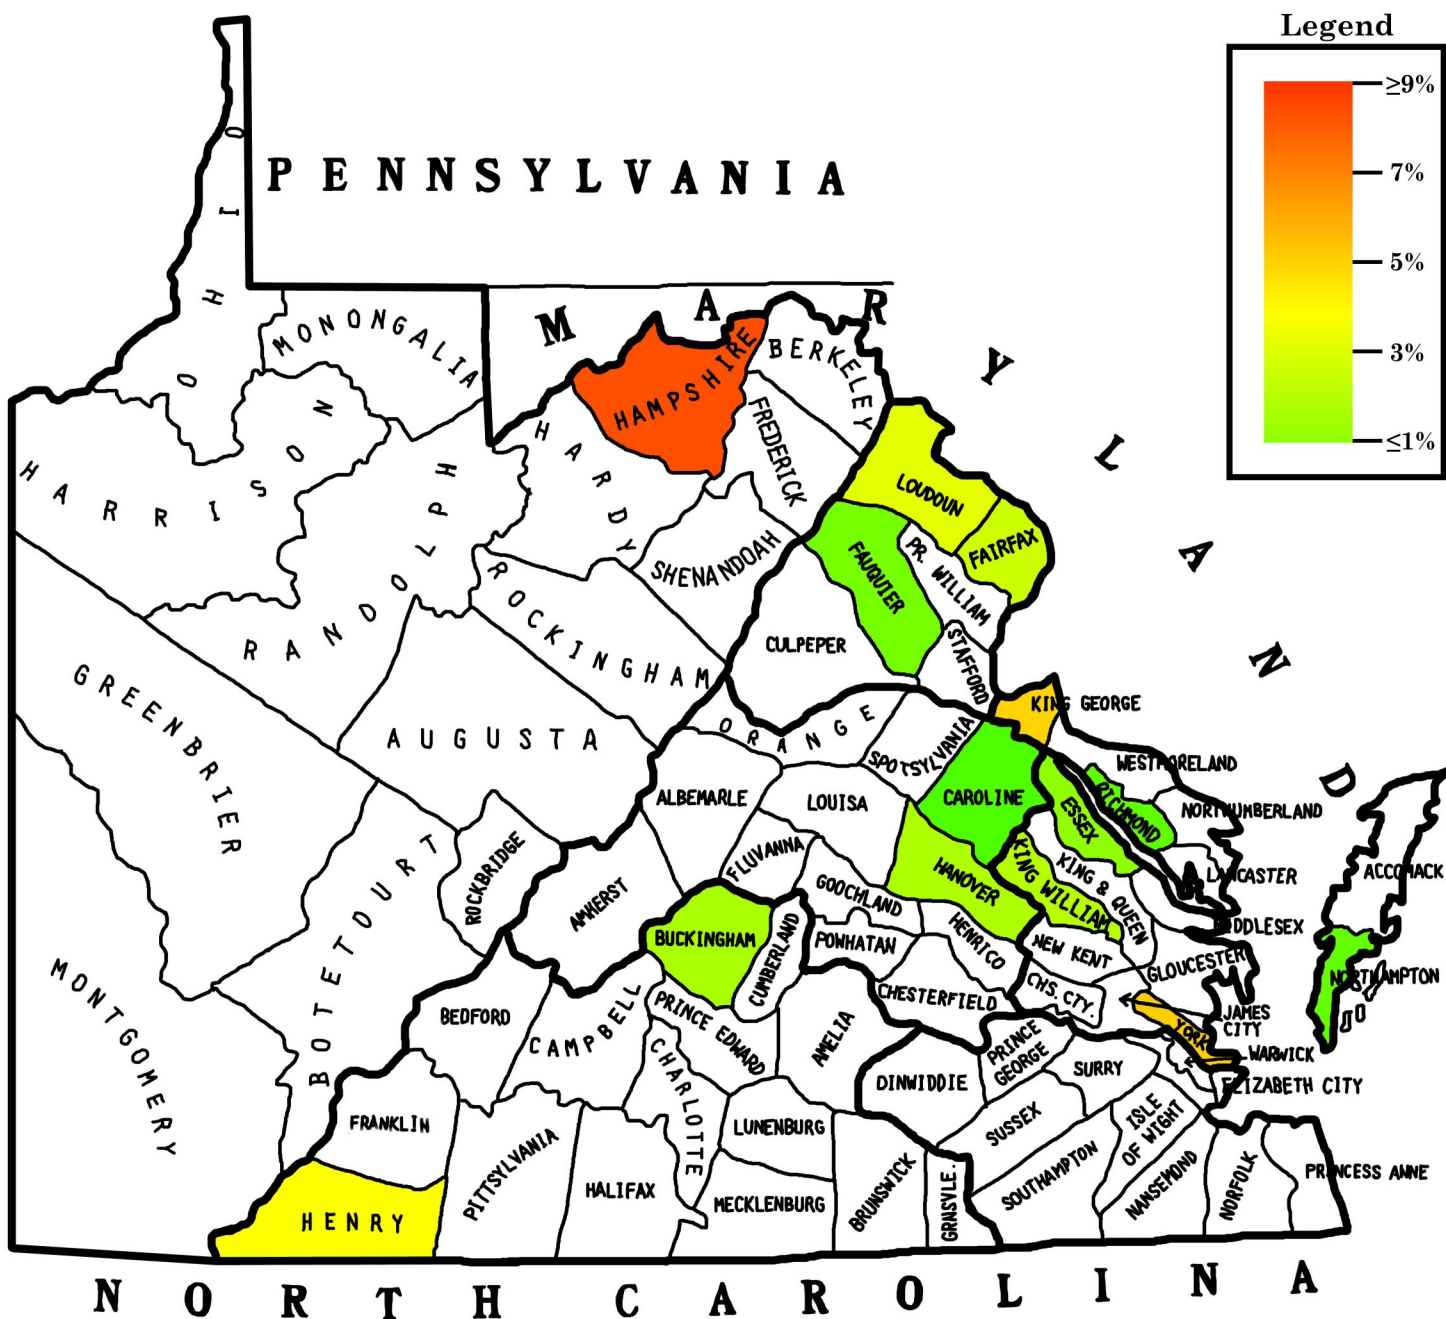 Legend
≥9%
7%
5%
3%
≤1%
PENNSYLVANIA
MARYLAND
OHIO
MONONGALIA
HAMPSHIRE
BERKELEY
HARRISON
HARDY
FREDERICK
RANDOLPH
LOUDOUN
FAIRFAX
SHENANDOAH
FAUQUIER
PR. WILLIAM
ROCKINGHAM
CULPEPER
STAFFORD
GREENBRIER
AUGUSTA
ORANGE
KING GEORGE
SPOTSYLVANIA
WESTMORELAND
ALBEMARLE
LOUISA
CAROLINE
ESSEX
RICHMOND
NORTHUMBERLAND
BOTETOURT
ROCKBRIDGE
FLUVANNA
HANOVER
KING WILLIAM
KING & QUEEN
LANCASTER
ACCOMACK
AMHERST
GOOCHLAND
BUCKINGHAM
CUMBERLAND
POWHATAN
HENRICO
NEW KENT
MIDDLESEX
GLOUCESTER
NORTHAMPTON
MONTGOMERY
BEDFORD
CAMPBELL
PRINCE EDWARD
AMELIA
CHESTERFIELD
CHS. CTY.
JAMES
CITY
YORK
WARWICK
ELIZABETH CITY
CHARLOTTE
DINWIDDIE
PRINCE
GEORGE
SURRY
FRANKLIN
LUNENBURG
SUSSEX
ISLE
OF WIGHT
HENRY
PITTSYLVANIA
HALIFAX
MECKLENBURG
BRUNSWICK
GRNSVLE.
SOUTHAMPTON
NANSEMOND
NORFOLK
PRINCESS ANNE
NORTH CAROLINA